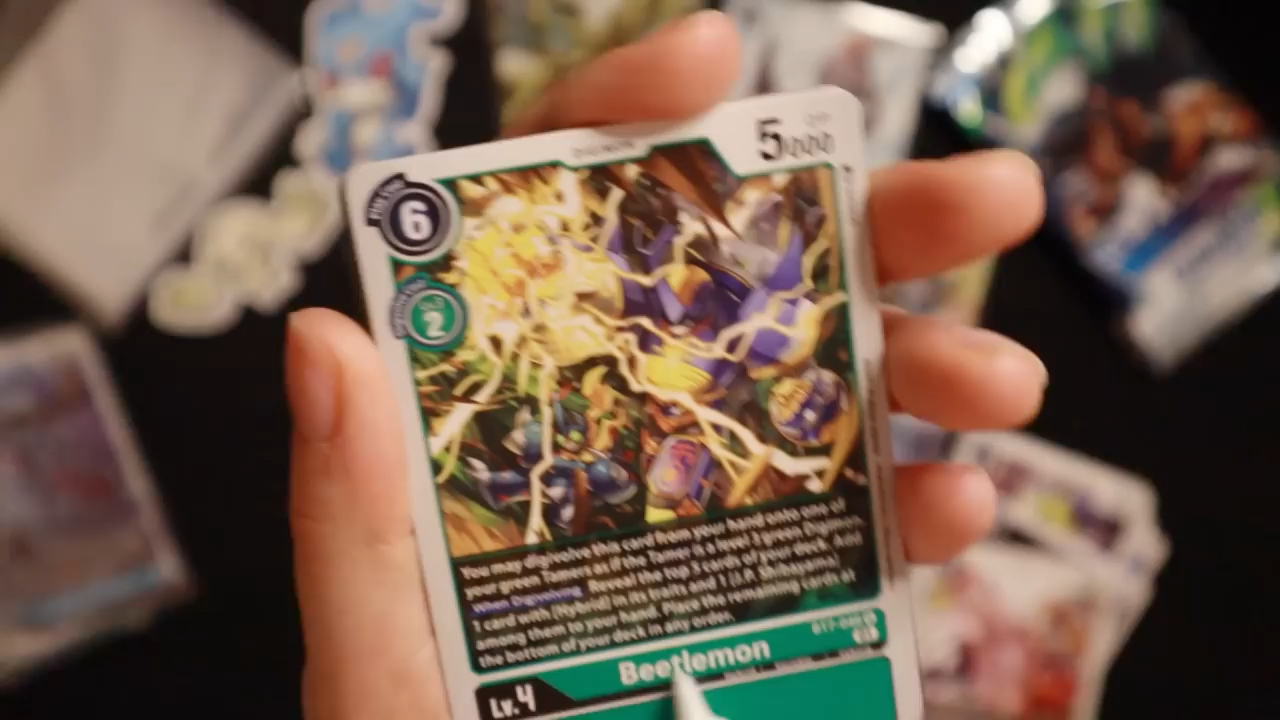 5000
6
2
You may digivolve this card from your hand onto one of
your green Tamers as if the Tamer is a level 3 green Digimon.
When Digivolving Reveal the top 5 cards of your deck. Add
1 card with [Hybrid] in its traits and 1 [J.P. Shibayama]
among them to your hand. Place the remaining cards at
the bottom of your deck in any order.
Beetlemon
Lv.4